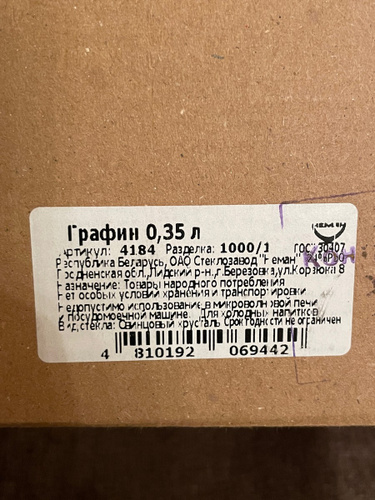 Графин 0,35 л
Артикул: 4184 Разделка: 1000/1 ГОСТ 30407
Республика Беларусь, ОАО Стеклозавод "Неман"
Гродненская обл.,Лидский р-н.,г.Березовка,ул.Корзюка 8
Назначение: Товары народного потребления
Нет особых условий хранения и транспортировки
Недопустимо использование в микроволновой печи
и посудомоечной машине. Для холодных напитков
Вид стекла: Свинцовый хрусталь Срок годности не ограничен
4 810192 069442